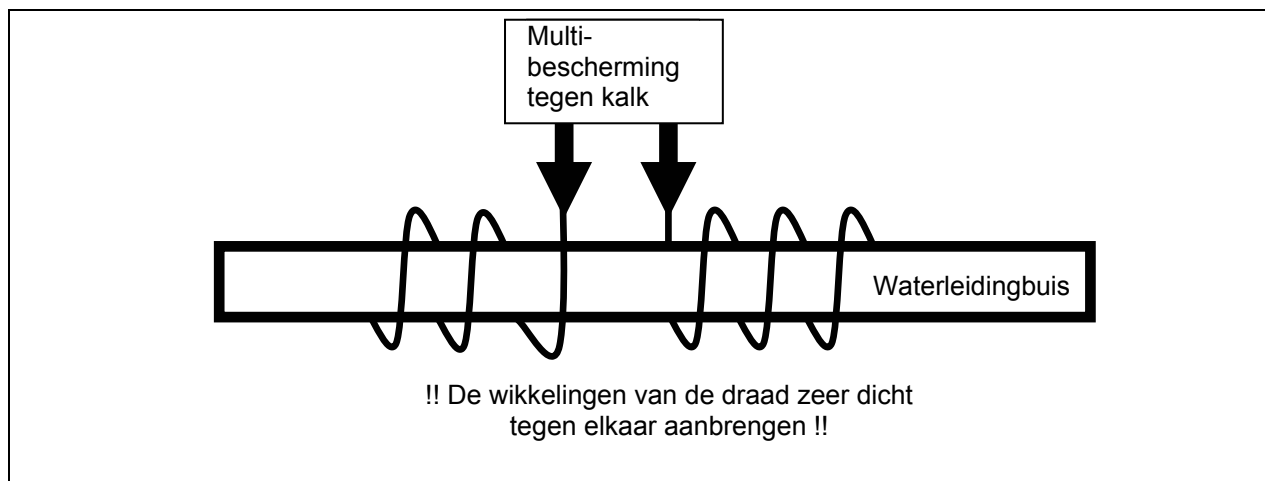 Multi-
bescherming
tegen kalk
Waterleidingbuis
!! De wikkelingen van de draad zeer dicht
tegen elkaar aanbrengen !!